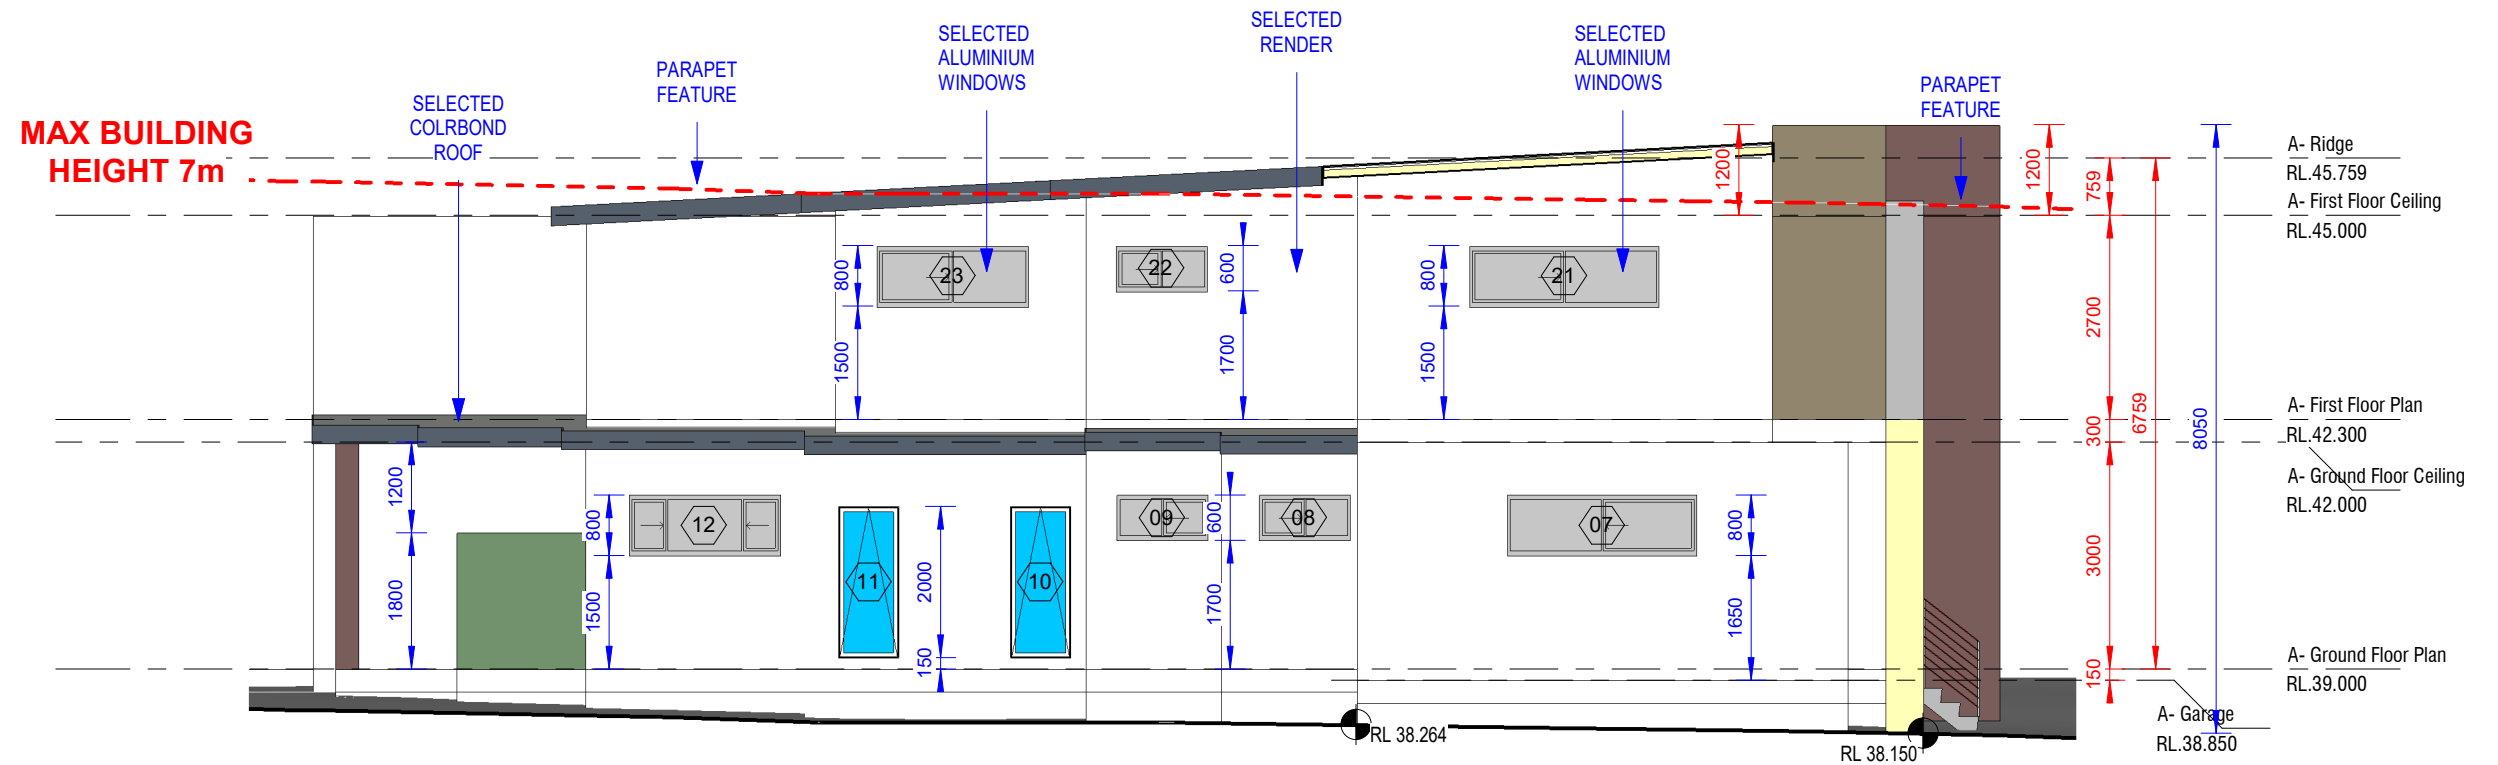 SELECTED
RENDER
SELECTED
ALUMINIUM
WINDOWS
SELECTED
ALUMINIUM
WINDOWS
PARAPET
FEATURE
PARAPET
FEATURE
SELECTED
COLRBOND
ROOF
MAX BUILDING
HEIGHT 7m
A- Ridge
RL.45.759
A- First Floor Ceiling
RL.45.000
1200
1200
759
23
22
21
800
600
800
1500
1700
1500
2700
6759
8050
A- First Floor Plan
RL.42.300
300
A- Ground Floor Ceiling
RL.42.000
1200
800
12
09
600
08
07
800
11
2000
10
1800
1500
150
1700
1650
3000
150
A- Ground Floor Plan
RL.39.000
A- Garage
RL.38.850
RL 38.264
RL 38.150